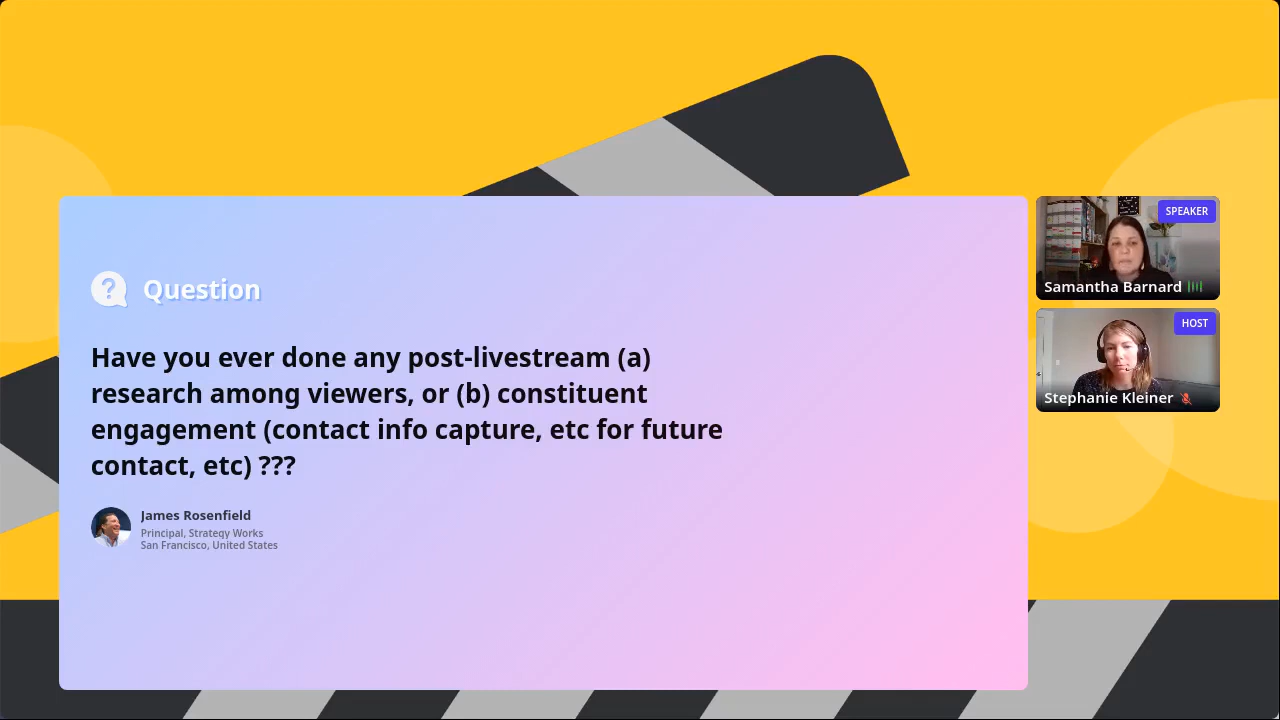 Question
Have you ever done any post-livestream (a)
research among viewers, or (b) constituent
engagement (contact info capture, etc for future
contact, etc) ???
James Rosenfield
Principal, Strategy Works
San Francisco, United States
SPEAKER
Samantha Barnard
HOST
Stephanie Kleiner